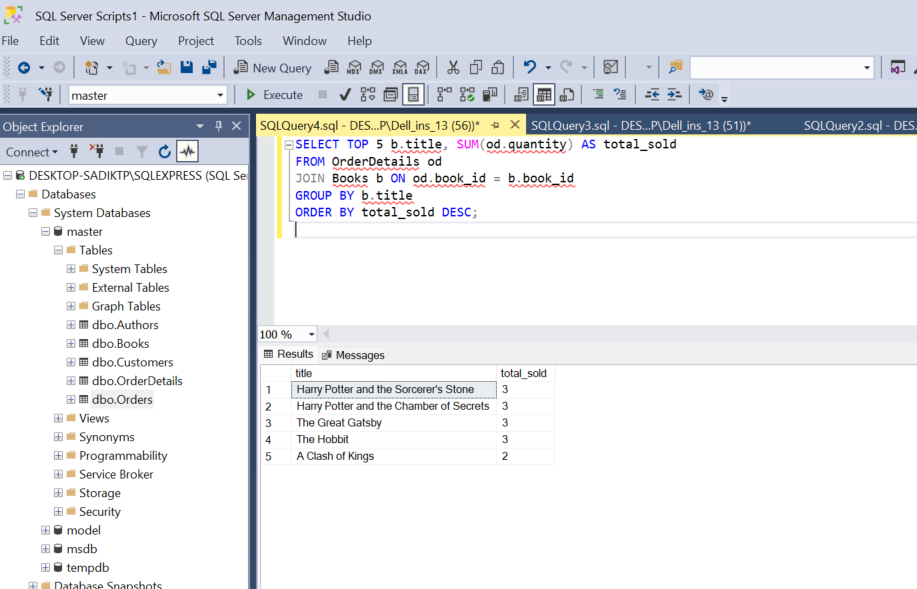 SQL Server Scripts1 - Microsoft SQL Server Management Studio
File Edit View Query Project Tools Window Help
New Query MDX DMX XMLA DAX
master Execute
Object Explorer
SQLQuery4.sql - DES...P\Dell_ins_13 (56))* SQLQuery3.sql - DES...P\Dell_ins_13 (51))* SQLQuery2.sql - DES.
Connect
DESKTOP-SADIKTP\SQLEXPRESS (SQL Se
Databases
System Databases
master
Tables
System Tables
External Tables
Graph Tables
dbo.Authors
dbo.Books
dbo.Customers
dbo.OrderDetails
dbo.Orders
Views
Synonyms
Programmability
Service Broker
Storage
Security
model
msdb
tempdb
Database Snapshots
SELECT TOP 5 b.title, SUM(od.quantity) AS total_sold
FROM OrderDetails od
JOIN Books b ON od.book_id = b.book_id
GROUP BY b.title
ORDER BY total_sold DESC;
100 %
Results Messages
title total_sold
1 Harry Potter and the Sorcerer's Stone 3
2 Harry Potter and the Chamber of Secrets 3
3 The Great Gatsby 3
4 The Hobbit 3
5 A Clash of Kings 2